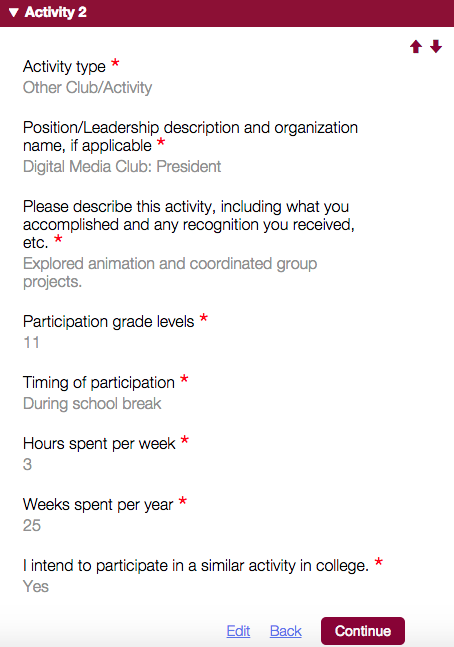 ▼ Activity 2
Activity type *
Other Club/Activity
Position/Leadership description and organization
name, if applicable *
Digital Media Club: President
Please describe this activity, including what you
accomplished and any recognition you received,
etc. *
Explored animation and coordinated group
projects.
Participation grade levels *
11
Timing of participation *
During school break
Hours spent per week *
3
Weeks spent per year *
25
I intend to participate in a similar activity in college. *
Yes
Edit Back Continue